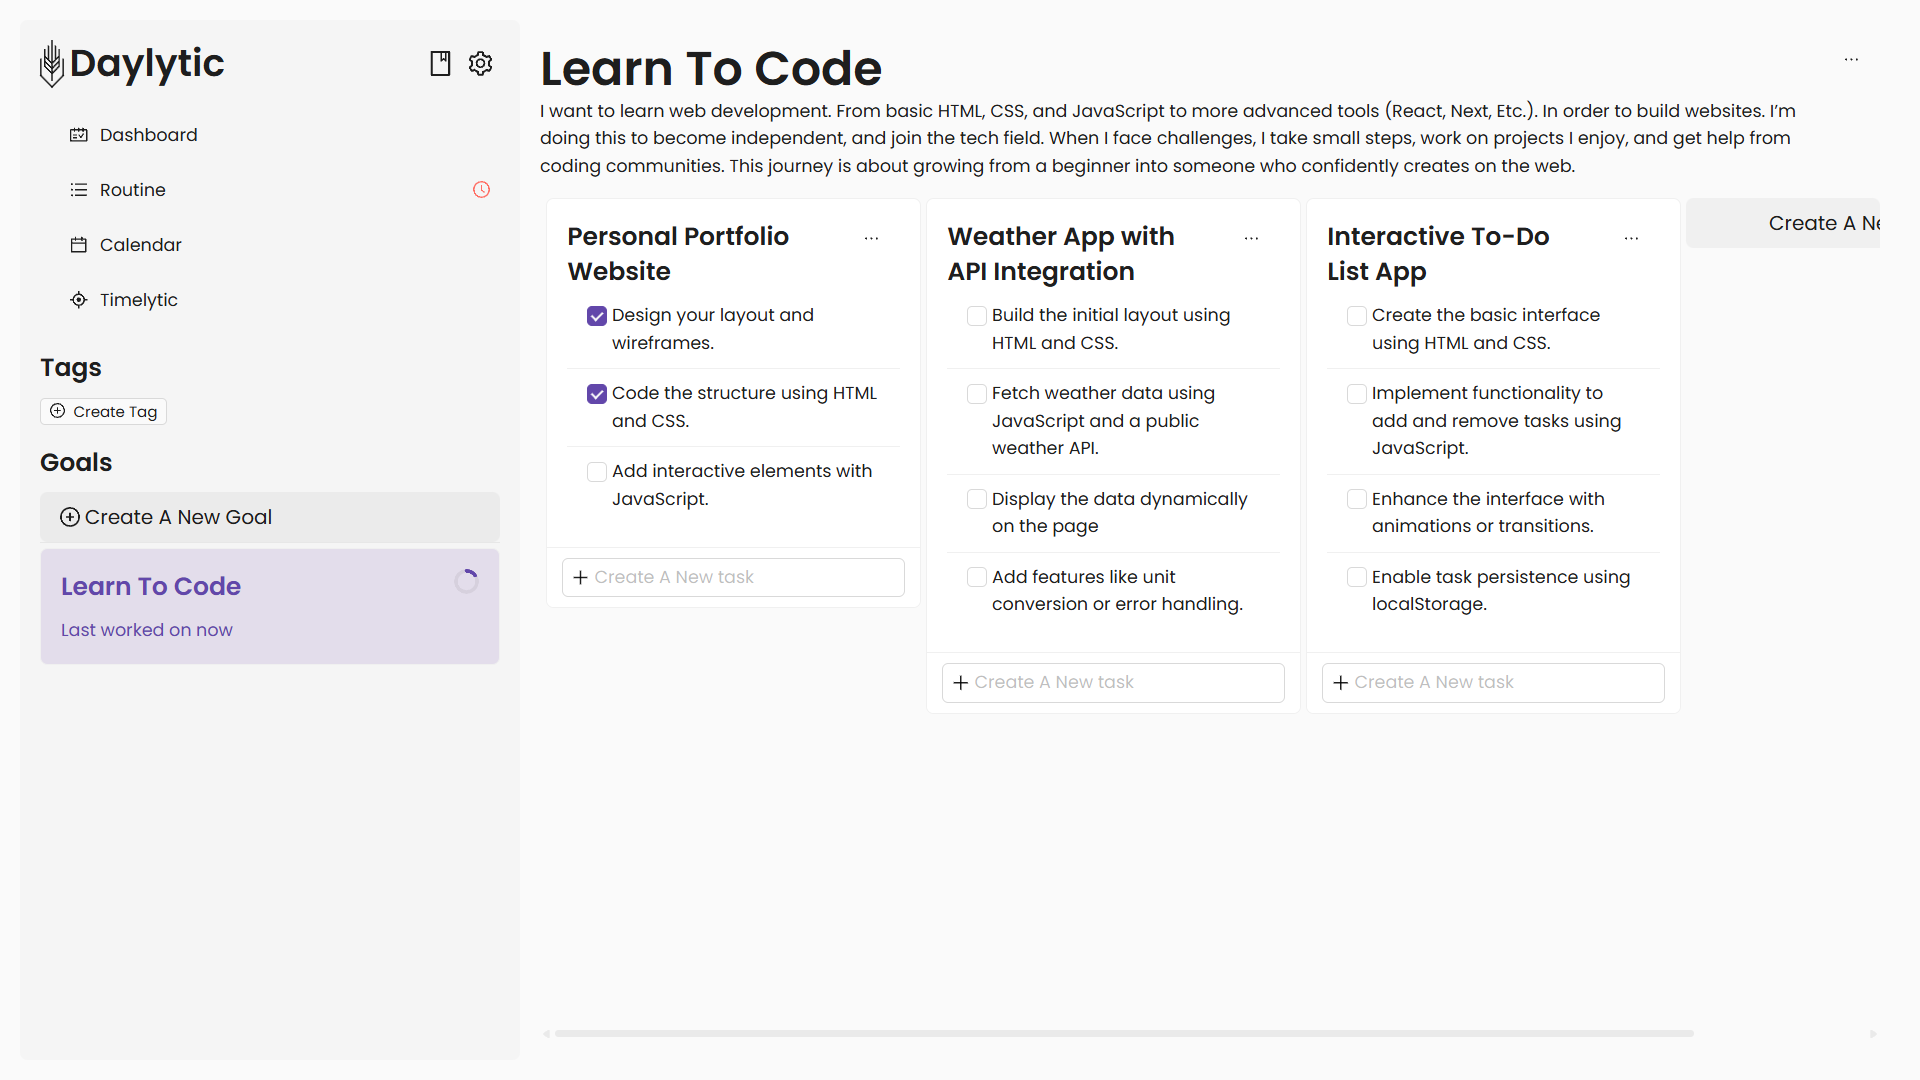 Daylytic
Dashboard
Routine
Calendar
Timelytic
Tags
Create Tag
Goals
Create A New Goal
Learn To Code
Last worked on now
Learn To Code
...
I want to learn web development. From basic HTML, CSS, and JavaScript to more advanced tools (React, Next, Etc.). In order to build websites. I’m
doing this to become independent, and join the tech field. When I face challenges, I take small steps, work on projects I enjoy, and get help from
coding communities. This journey is about growing from a beginner into someone who confidently creates on the web.
Personal Portfolio
Website
...
Design your layout and
wireframes.
Code the structure using HTML
and CSS.
Add interactive elements with
JavaScript.
Create A New task
Weather App with
API Integration
...
Build the initial layout using
HTML and CSS.
Fetch weather data using
JavaScript and a public
weather API.
Display the data dynamically
on the page
Add features like unit
conversion or error handling.
Create A New task
Interactive To-Do
List App
...
Create the basic interface
using HTML and CSS.
Implement functionality to
add and remove tasks using
JavaScript.
Enhance the interface with
animations or transitions.
Enable task persistence using
localStorage.
Create A New task
Create A Ne